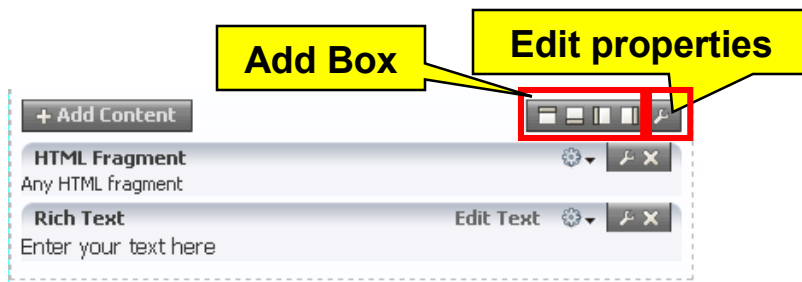 Add Box
Edit properties
+ Add Content
HTML Fragment
Any HTML fragment
Rich Text
Edit Text
Enter your text here